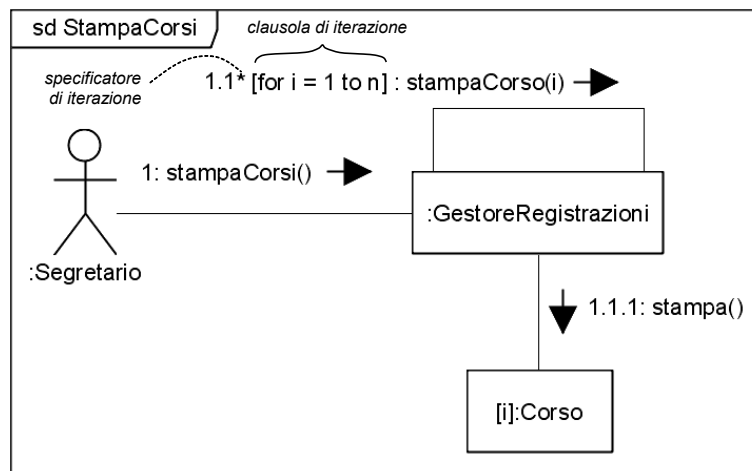 sd StampaCorsi
clausola di iterazione
specificatore
di iterazione
1.1* [for i = 1 to n] : stampaCorso(i)
1: stampaCorsi()
:GestoreRegistrazioni
:Segretario
1.1.1: stampa()
[i]:Corso